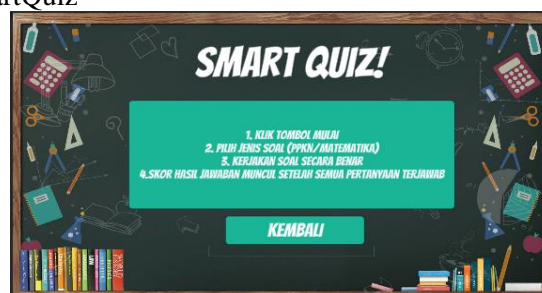 artQuiz
SMART QUIZ!
1. KLIK TOMBOL MULAI
2. PILIH JENIS SOAL (PPKN/MATEMATIKA)
3. KERJAKAN SOAL SECARA BENAR
4.SKOR HASIL JAWABAN MUNCUL SETELAH SEMUA PERTANYAAN TERJAWAB
KEMBALI